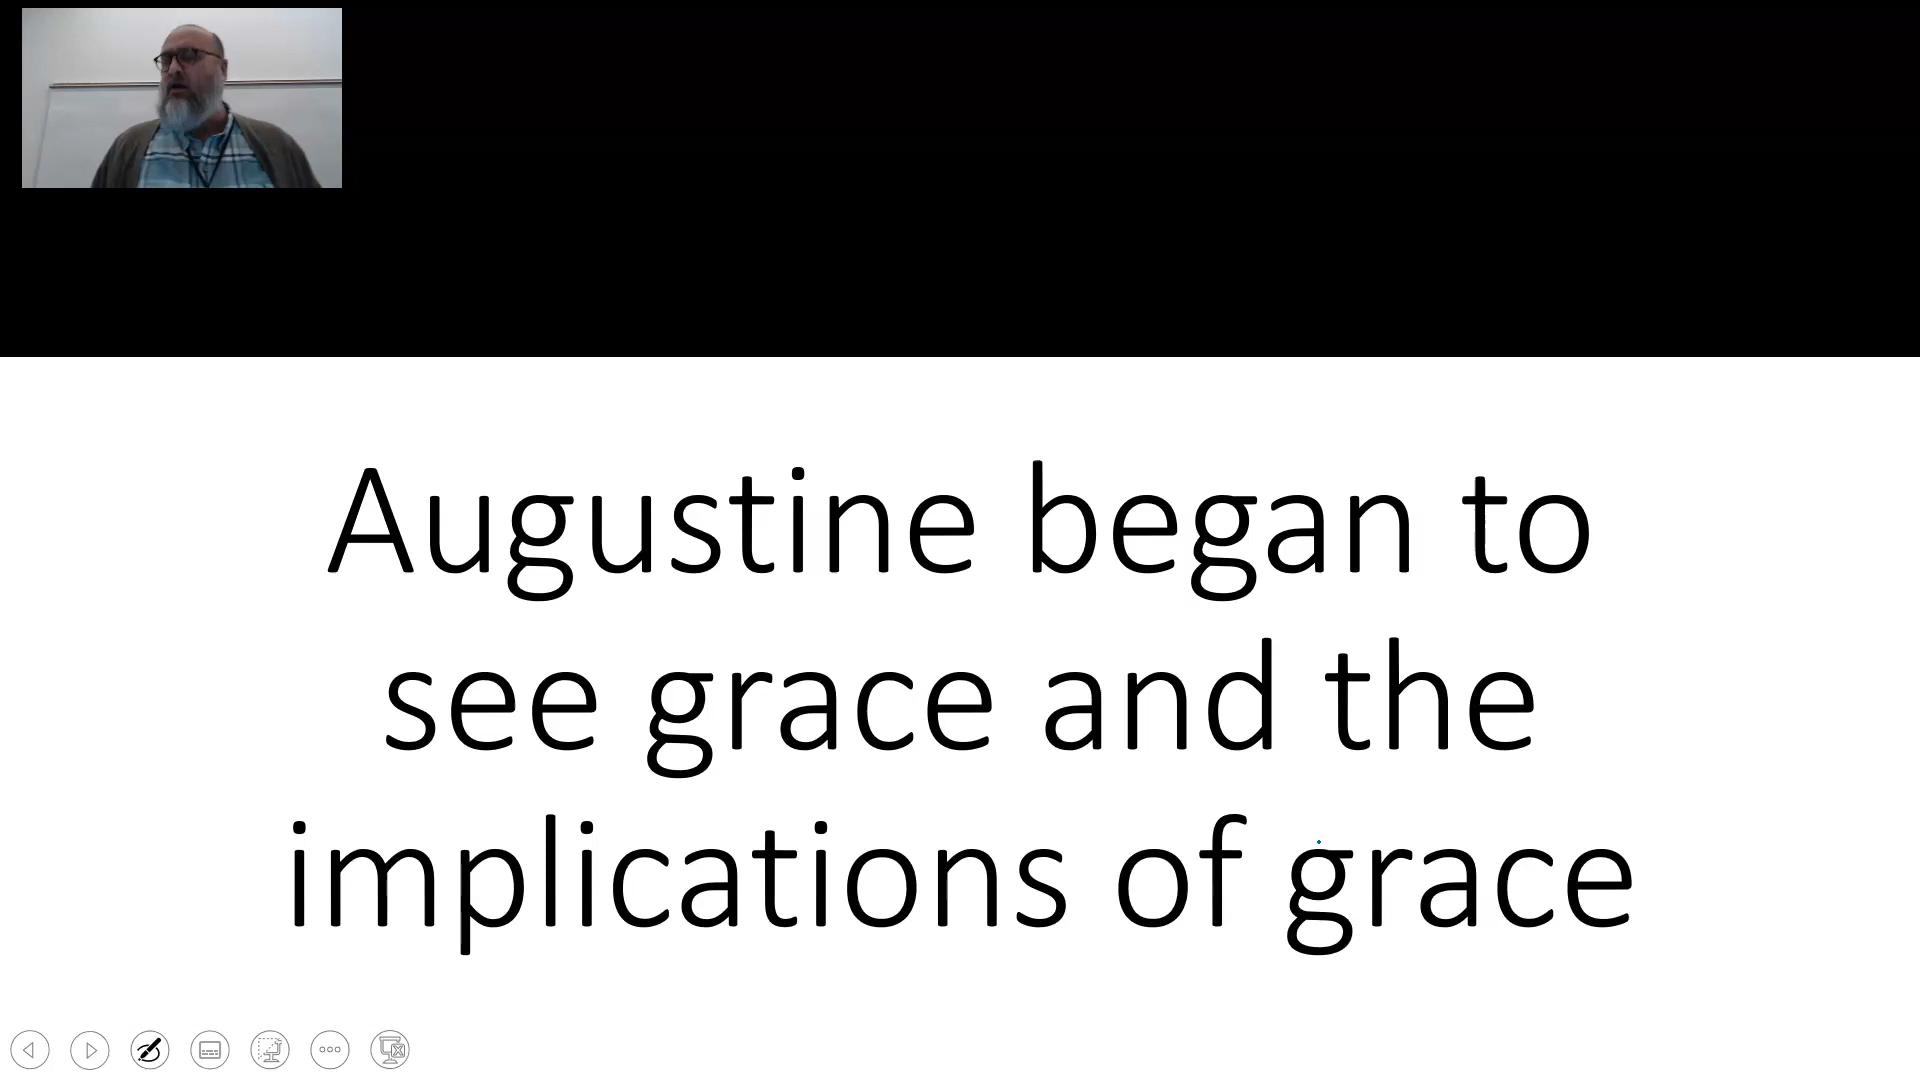 Augustine began to
see grace and the
implications of grace